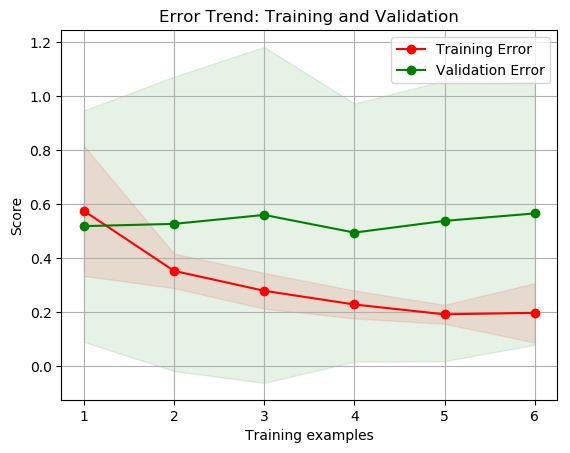 Error Trend: Training and Validation
1.2
1.0
0.8
0.6
0.4
0.2
0.0
Score
Training Error
Validation Error
1 2 3 4 5 6
Training examples